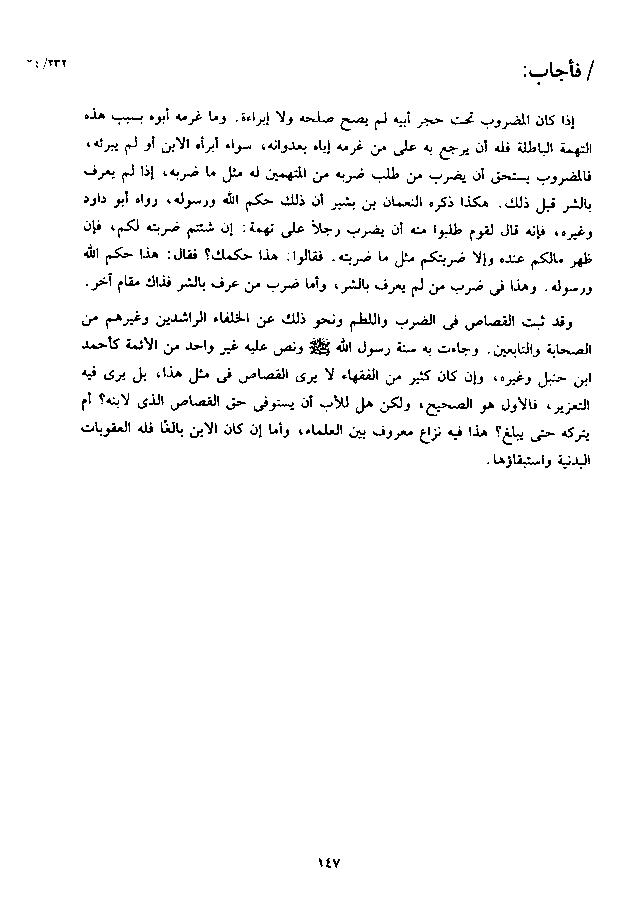 / فأجاب:
إذا كان المضروب تحت حجر أبيه لم يصح صلحه ولا إبراءة. وما غرمه أبوه بسبب هذه
التهمة الباطلة فله أن يرجع به على من غرمه إياه بعدوانه، سواء أبرأه الابن أو لم يبرئه،
فالمضروب يستحق أن يضرب من طلب ضربه من المتهمين له مثل ما ضربه، إذا لم يعرف
بالشر قبل ذلك. هكذا ذكره النعمان بن بشير أن ذلك حكم الله ورسوله، رواه أبو داود
وغيره، فإنه قال لقوم طلبوا منه أن يضرب رجلاً على تهمة: إن شئتم ضربته لكم، فإن
ظهر مالكم عنده وإلا ضربتكم مثل ما ضربته. فقالوا: هذا حكمك؟ فقال: هذا حكم الله
ورسوله. وهذا فى ضرب من لم يعرف بالشر، وأما ضرب من عرف بالشر فذاك مقام آخر.
وقد ثبت القصاص فى الضرب واللطم ونحو ذلك عن الخلفاء الراشدين وغيرهم من
الصحابة والتابعين. وجاءت به سنة رسول الله ﷺ ونص عليه غير واحد من الأئمة كأحمد
ابن حنبل وغيره، وإن كان كثير من الفقهاء لا يرى القصاص فى مثل هذا، بل يرى فيه
التعزير، فالأول هو الصحيح، ولكن هل للأب أن يستوفى حق القصاص الذى لابنه؟ أم
يتركه حتى يبلغ؟ هذا فيه نزاع معروف بين العلماء، وأما إن كان الابن بالغًا فله العقوبات
البدنية واستبقاؤها.
١٤٧